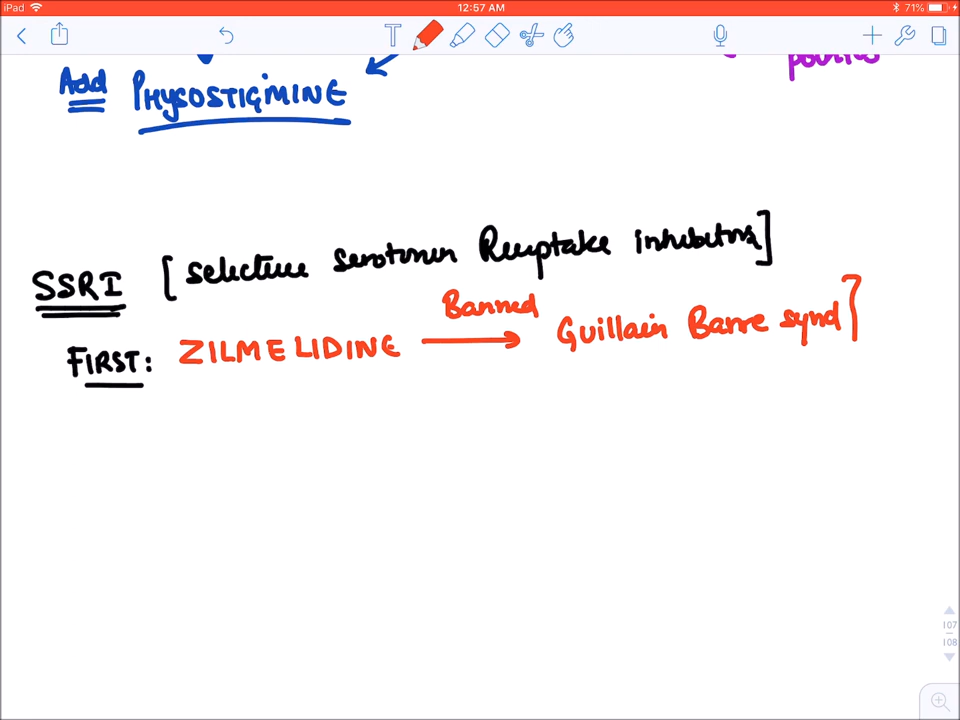 iPad 12:57 AM 71%
T
Add PHYSOSTIGMINE
SSRI [Selective Serotonin Reuptake inhibitors]
Banned
FIRST: ZILMELIDINE → Guillain Barre synd}
107
108